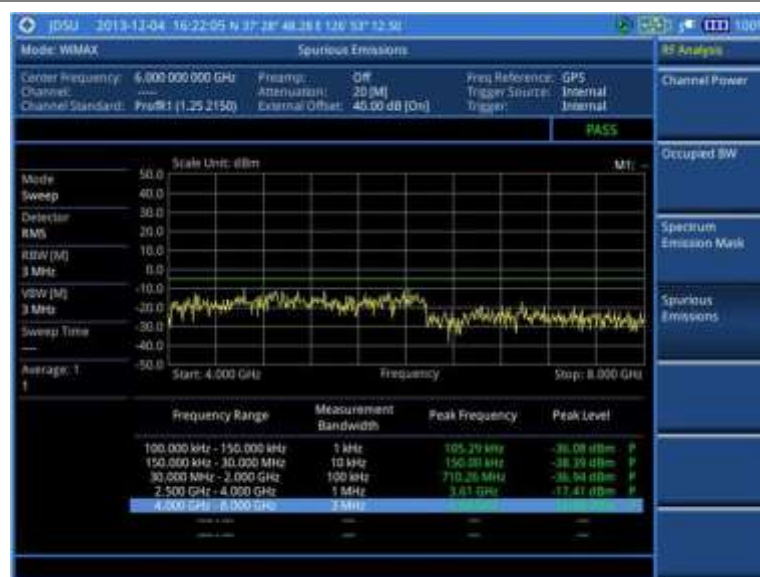 JDSU 2013-12-04 16:22:05 N 37° 28' 48.28 E 126° 53' 12.50 100%
Mode: WIMAX Spurious Emissions RF Analysis
Center Frequency: 6.000 000 000 GHz Preamp: Off Freq Reference: GPS
Channel: ---- Attenuation: 20 [M] Trigger Source: Internal
Channel Standard: External Offset: 40.00 dB [On] Trigger: Internal
Channel Power
PASS
Occupied BW
Scale Unit: dBm M1: --
Mode
Sweep
Detector
RMS
RBW [M]
3 MHz
VBW [M]
3 MHz
Sweep Time
----
Average: 1
1
50.0
40.0
30.0
20.0
10.0
0.0
-10.0
-20.0
-30.0
-40.0
-50.0
Start: 4.000 GHz Frequency Stop: 8.000 GHz
Spectrum
Emission Mask
Spurious
Emissions
Frequency Range Measurement Bandwidth Peak Frequency Peak Level
100.000 kHz - 150.000 kHz 1 kHz 105.29 kHz -36.08 dBm P
150.000 kHz - 30.000 MHz 10 kHz 150.00 kHz -38.39 dBm P
30.000 MHz - 2.000 GHz 100 kHz 710.26 MHz -36.94 dBm P
2.500 GHz - 4.000 GHz 1 MHz 3.61 GHz -17.41 dBm P
4.000 GHz - 8.000 GHz 3 MHz
---.--- --- --- ---
---.--- --- --- ---